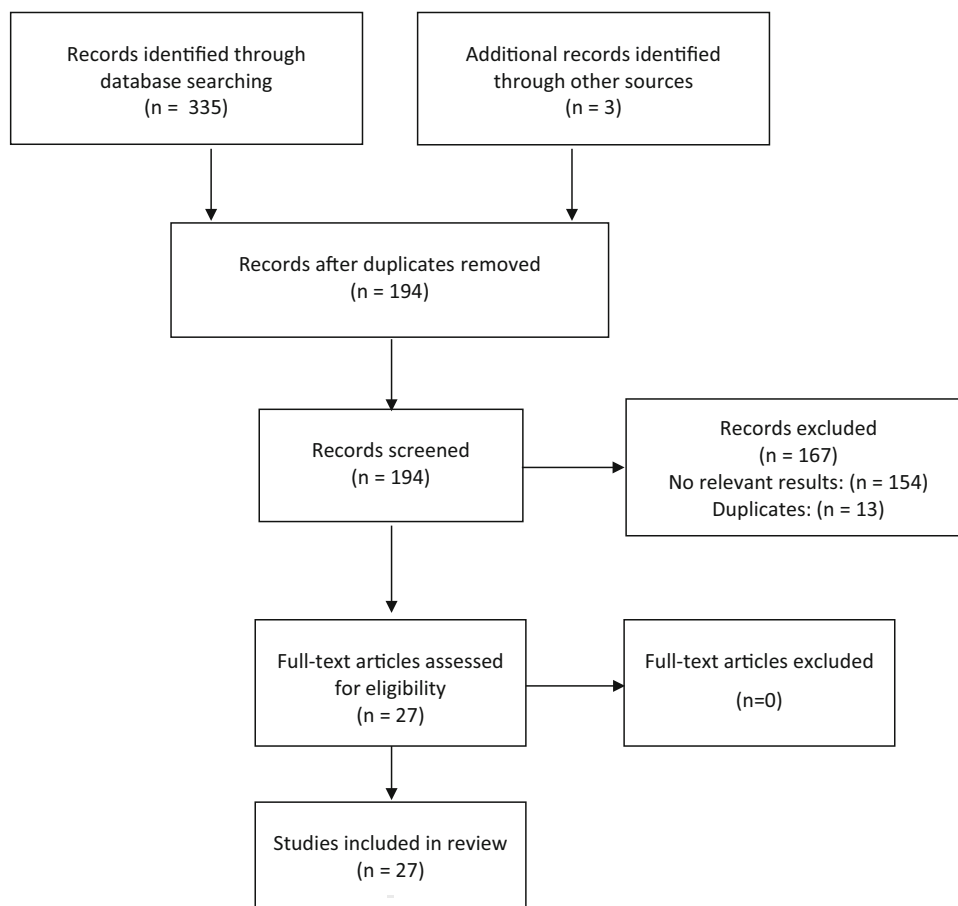 Records identified through
database searching
(n = 335)
Additional records identified
through other sources
(n = 3)
Records after duplicates removed
(n = 194)
Records screened
(n = 194)
Records excluded
(n = 167)
No relevant results: (n = 154)
Duplicates: (n = 13)
Full-text articles assessed
for eligibility
(n = 27)
Full-text articles excluded
(n=0)
Studies included in review
(n = 27)